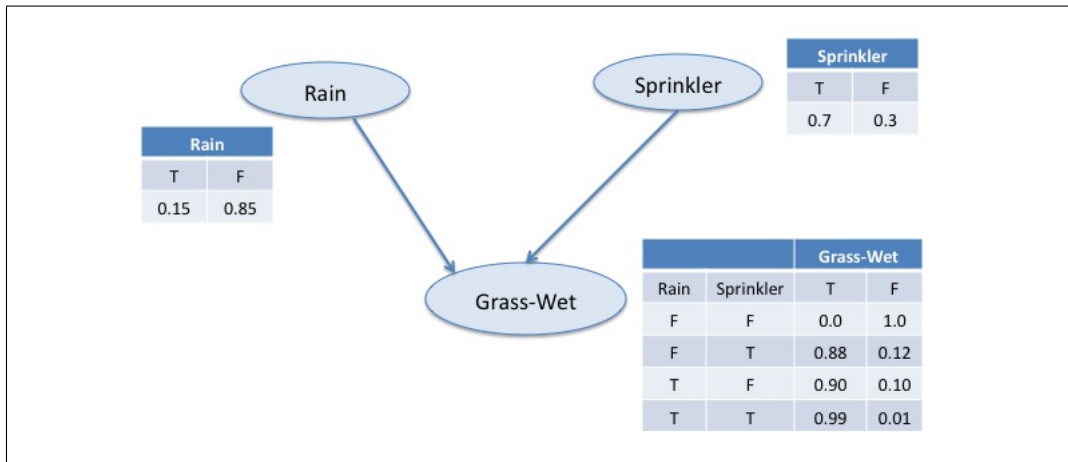 Rain
Sprinkler
Sprinkler
T F
0.7 0.3
Rain
T F
0.15 0.85
Grass-Wet
Grass-Wet
Rain Sprinkler T F
F F 0.0 1.0
F T 0.88 0.12
T F 0.90 0.10
T T 0.99 0.01